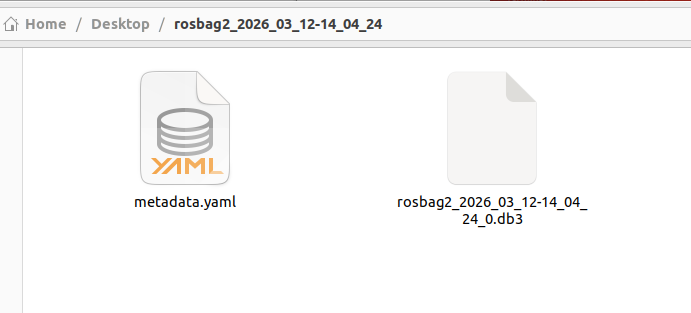 Home / Desktop / rosbag2_2026_03_12-14_04_24
YAML
metadata.yaml
rosbag2_2026_03_12-14_04_
24_0.db3